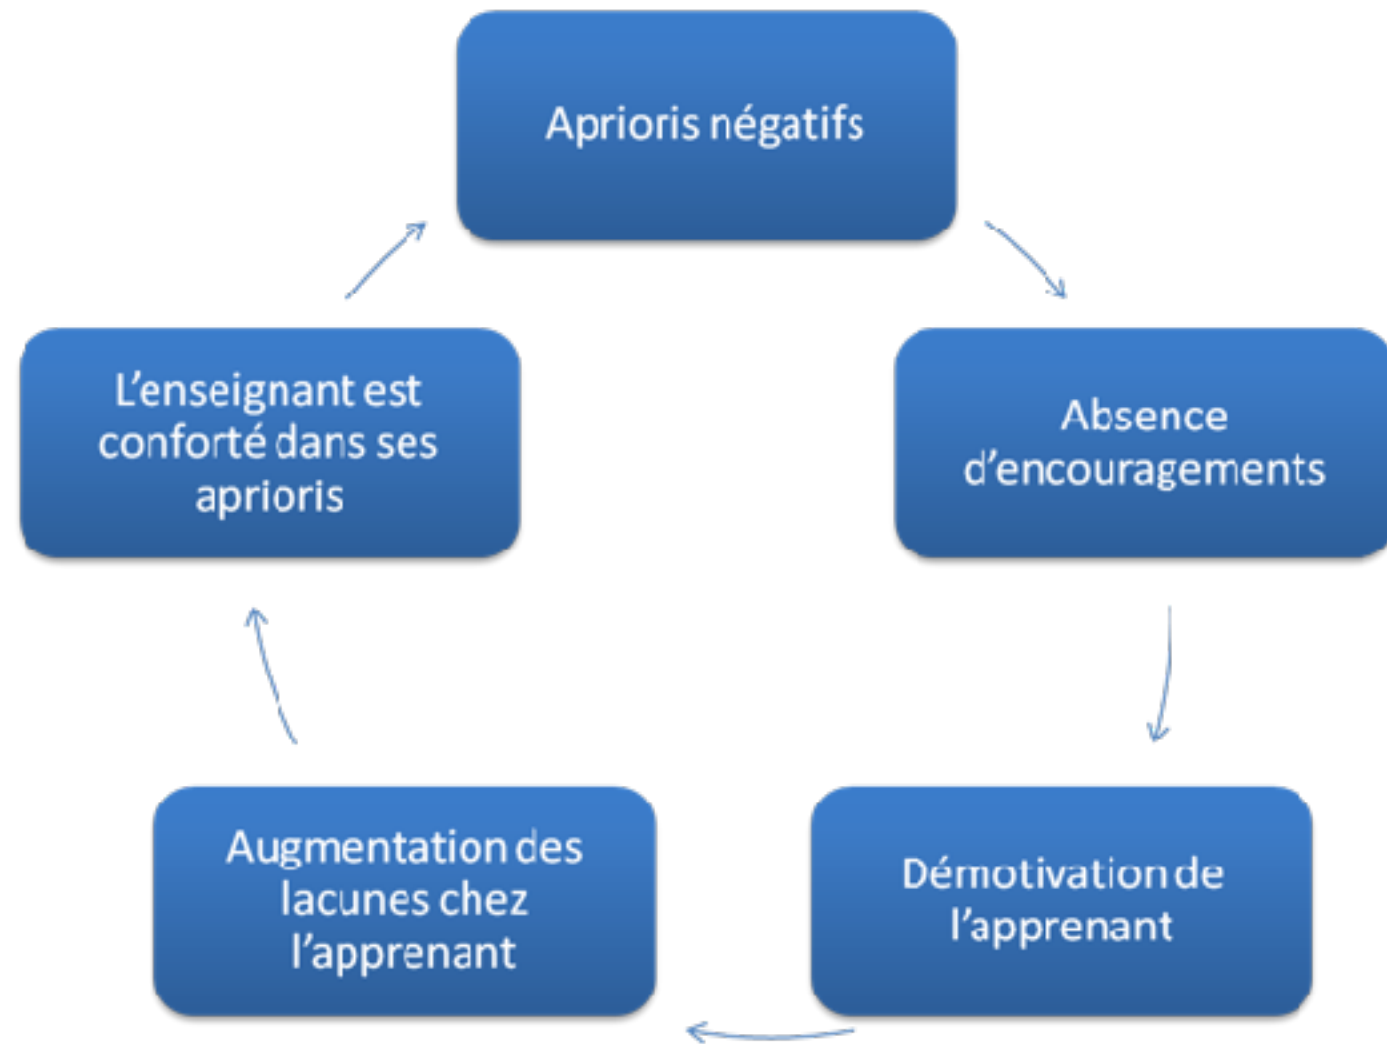 Aprioris négatifs
Absence
d'encouragements
Démotivation de
l'apprenant
Augmentation des
lacunes chez
l'apprenant
L'enseignant est
conforté dans ses
aprioris